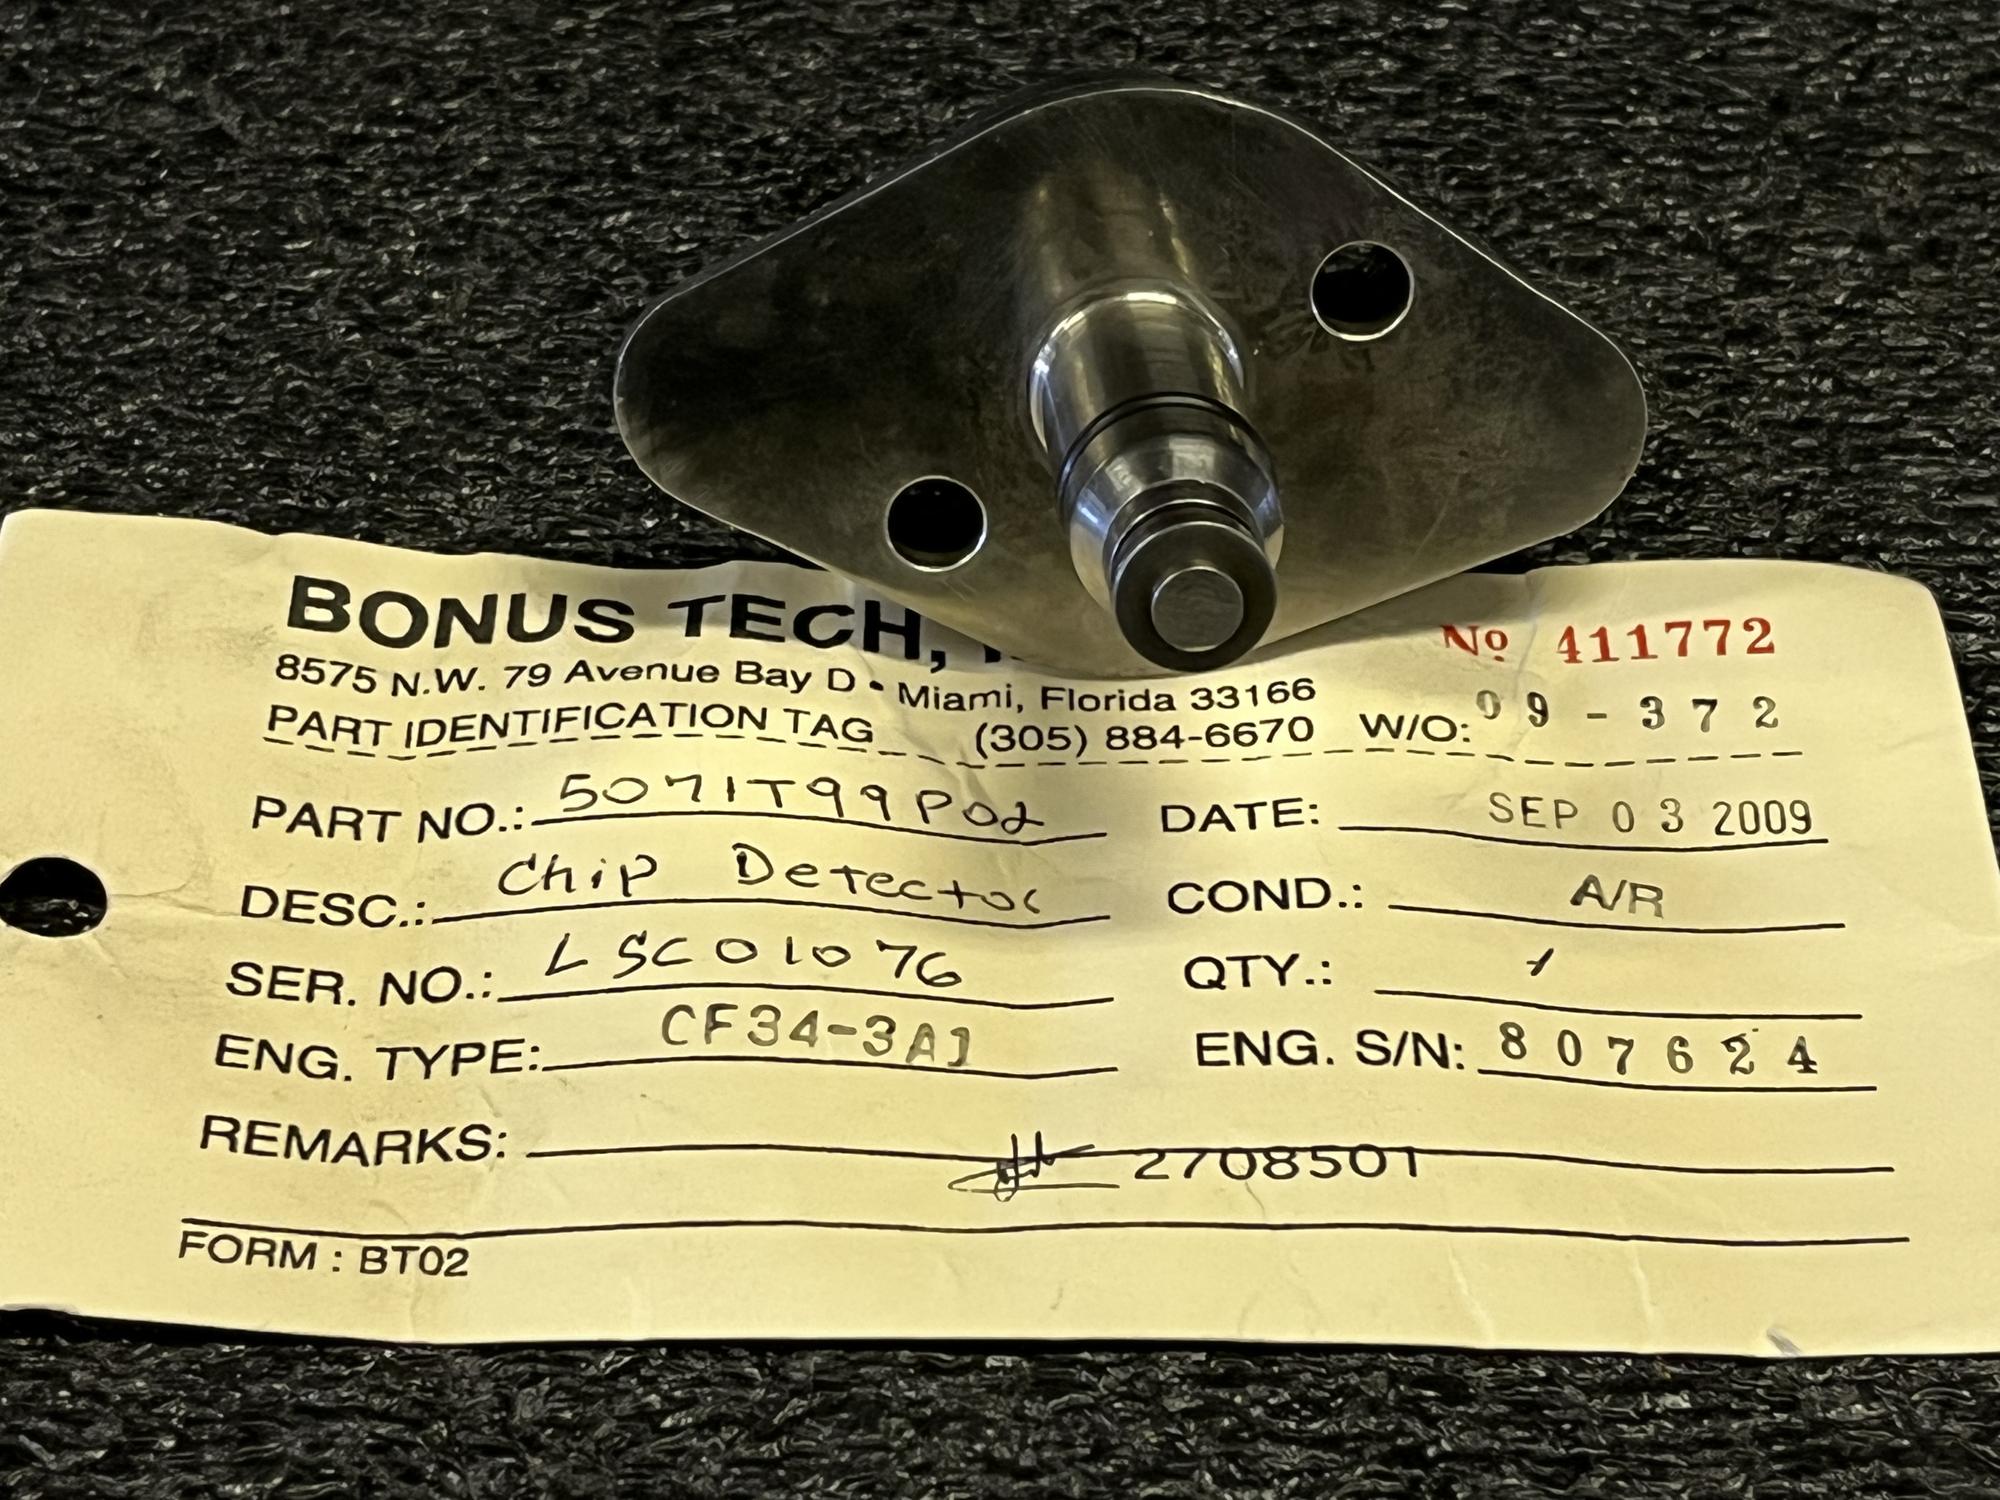 BONUS TECH,
Nº 411772
8575 N.W. 79 Avenue Bay D • Miami, Florida 33166
PART IDENTIFICATION TAG (305) 884-6670 W/O: 09-372
PART NO.: 5071T99P02 DATE: SEP 03 2009
DESC.: Chip Detector COND.: A/R
SER. NO.: LSC01076 QTY.: 1
ENG. TYPE: CF34-3A1 ENG. S/N: 807624
REMARKS: 2708501
FORM : BT02